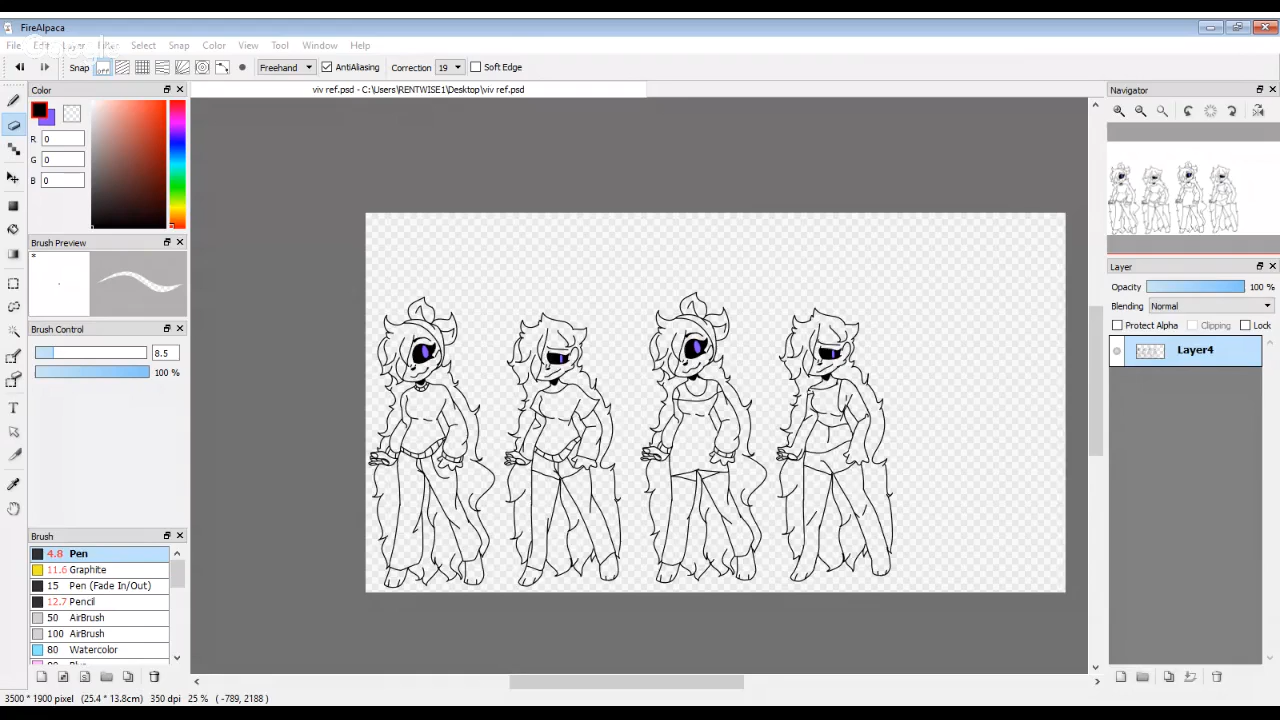 FireAlpaca
File Edit Layer Filter Select Snap Color View Tool Window Help
Snap off Freehand AntiAliasing Correction 19 Soft Edge
viv ref.psd - C:\Users\RENTWISE1\Desktop\viv ref.psd
Color
R 0
G 0
B 0
Brush Preview
Brush Control
8.5
100 %
Brush
4.8 Pen
11.6 Graphite
15 Pen (Fade In/Out)
12.7 Pencil
50 AirBrush
100 AirBrush
80 Watercolor
Navigator
Layer
Opacity 100 %
Blending Normal
Protect Alpha Clipping Lock
Layer4
3500 * 1900 pixel (25.4 * 13.8cm) 350 dpi 25 % ( -789, 2188 )